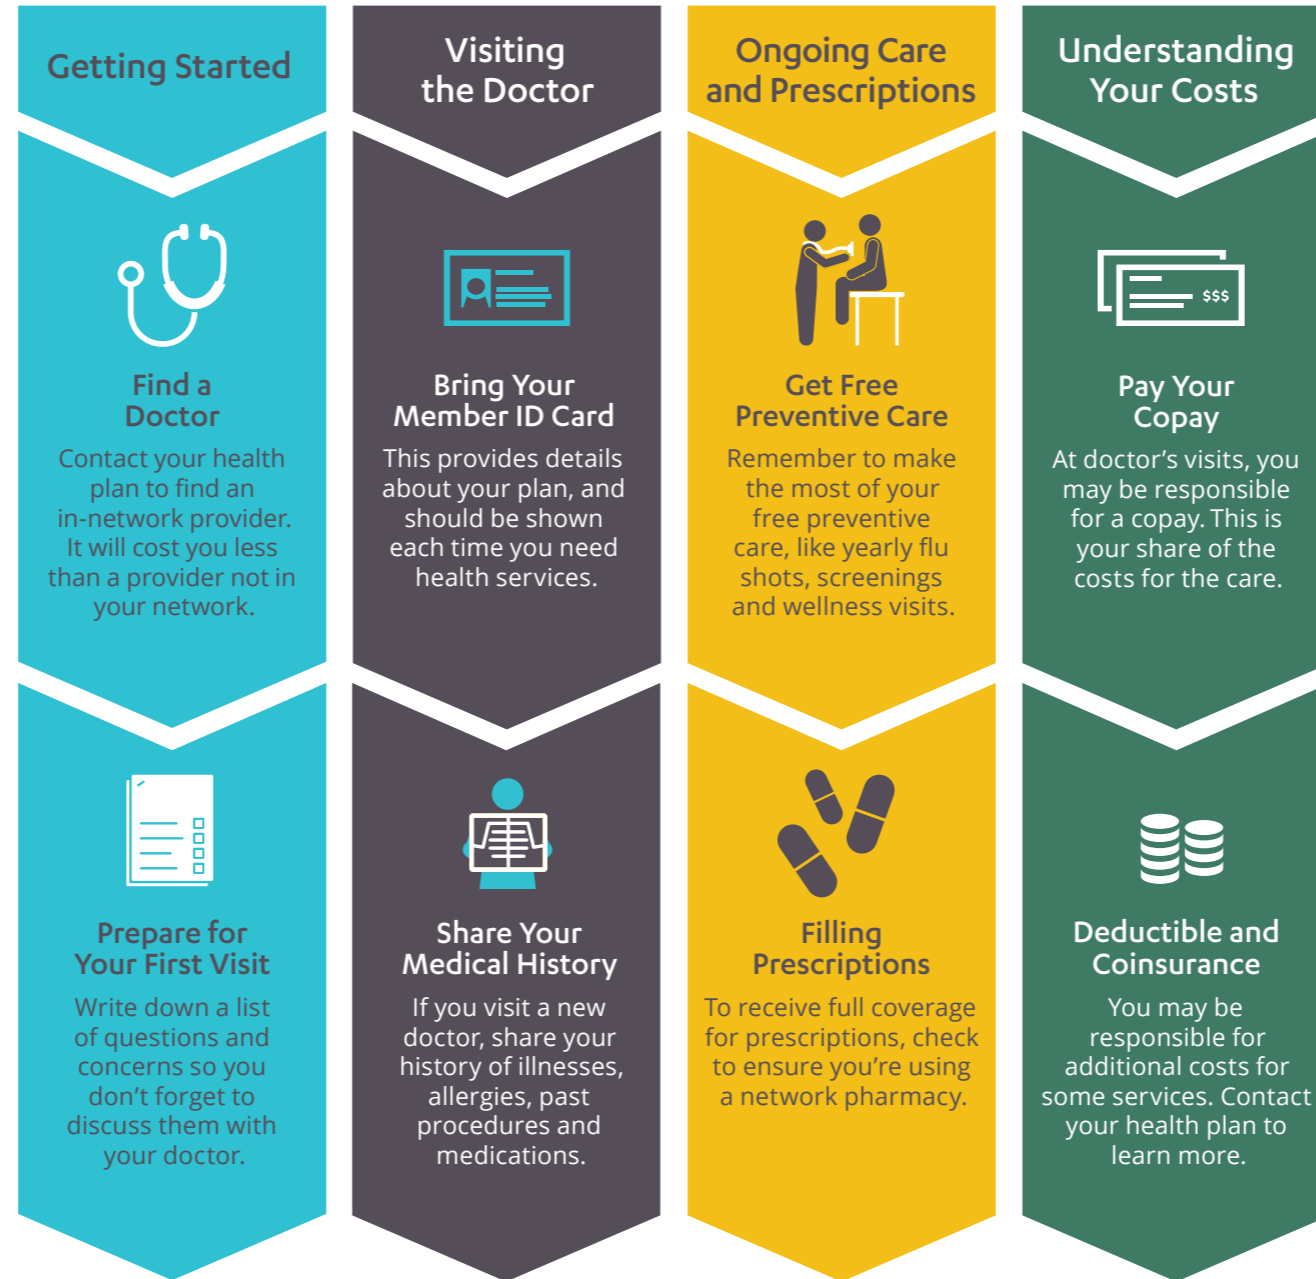 Getting Started
Find a
Doctor
Contact your health
plan to find an
in-network provider.
It will cost you less
than a provider not in
your network.
Prepare for
Your First Visit
Write down a list
of questions and
concerns so you
don’t forget to
discuss them with
your doctor.
Visiting
the Doctor
Bring Your
Member ID Card
This provides details
about your plan, and
should be shown
each time you need
health services.
Share Your
Medical History
If you visit a new
doctor, share your
history of illnesses,
allergies, past
procedures and
medications.
Ongoing Care
and Prescriptions
Get Free
Preventive Care
Remember to make
the most of your
free preventive
care, like yearly flu
shots, screenings
and wellness visits.
Filling
Prescriptions
To receive full coverage
for prescriptions, check
to ensure you’re using
a network pharmacy.
Understanding
Your Costs
$$$
Pay Your
Copay
At doctor’s visits, you
may be responsible
for a copay. This is
your share of the
costs for the care.
Deductible and
Coinsurance
You may be
responsible for
additional costs for
some services. Contact
your health plan to
learn more.